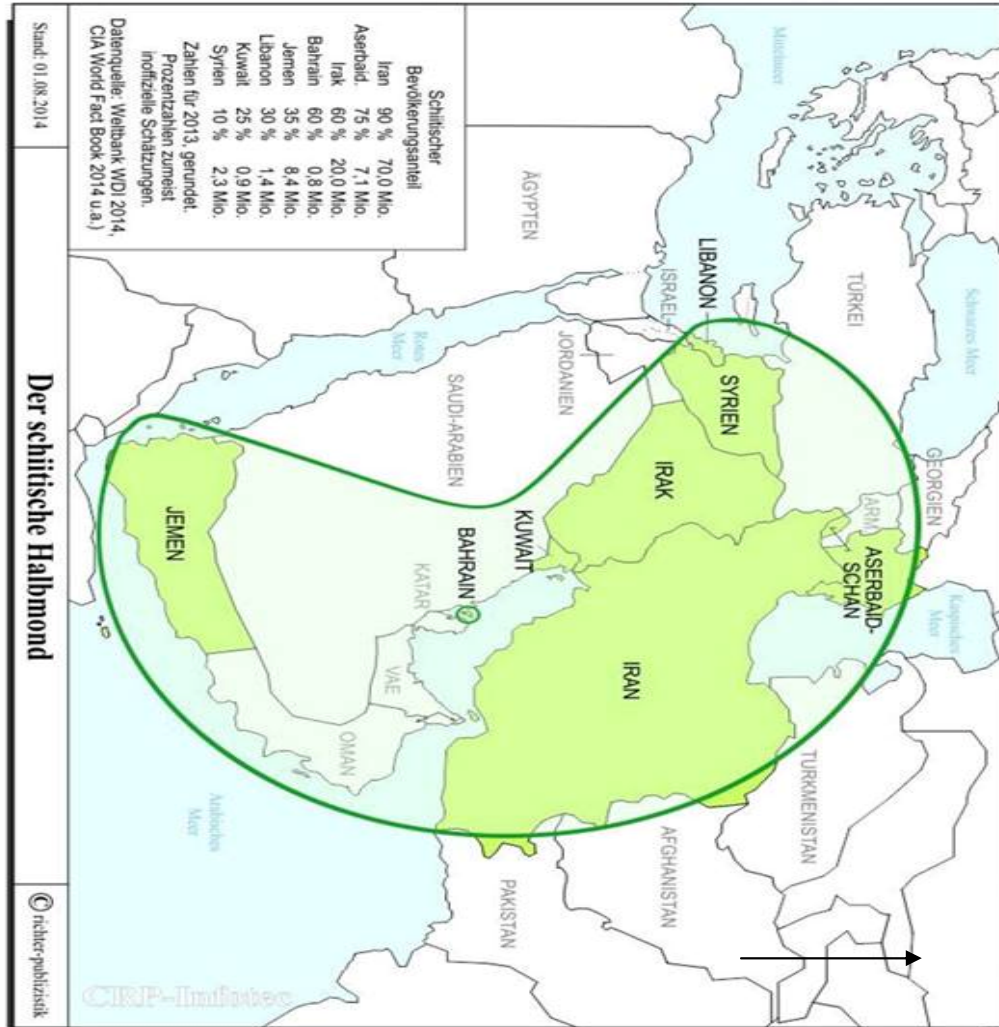 Mittelmeer
Schwarzes Meer
TÜRKEI
GEORGIEN
ARM
ASERBAID-
SCHAN
Kaspisches
Meer
TURKMENISTAN
AFGHANISTAN
PAKISTAN
LIBANON
ISRAEL
SYRIEN
IRAK
IRAN
JORDANIEN
KUWAIT
BAHRAIN
KATAR
VAE
OMAN
SAUDI-ARABIEN
ÄGYPTEN
Rotes
Meer
JEMEN
Arabisches
Meer
Schiitischer
Bevölkerungsanteil
Iran 90 % 70,0 Mio.
Aserbaid. 75 % 7,1 Mio.
Irak 60 % 20,0 Mio.
Bahrain 60 % 0,8 Mio.
Jemen 35 % 8,4 Mio.
Libanon 30 % 1,4 Mio.
Kuwait 25 % 0,9 Mio.
Syrien 10 % 2,3 Mio.
Zahlen für 2013, gerundet.
Prozentzahlen zumeist
inoffizielle Schätzungen.
Datenquelle: Weltbank WDI 2014,
CIA World Fact Book 2014 u.a.)
CRP-Infotec
Stand: 01.08.2014
Der schiitische Halbmond
© richter-publizistik